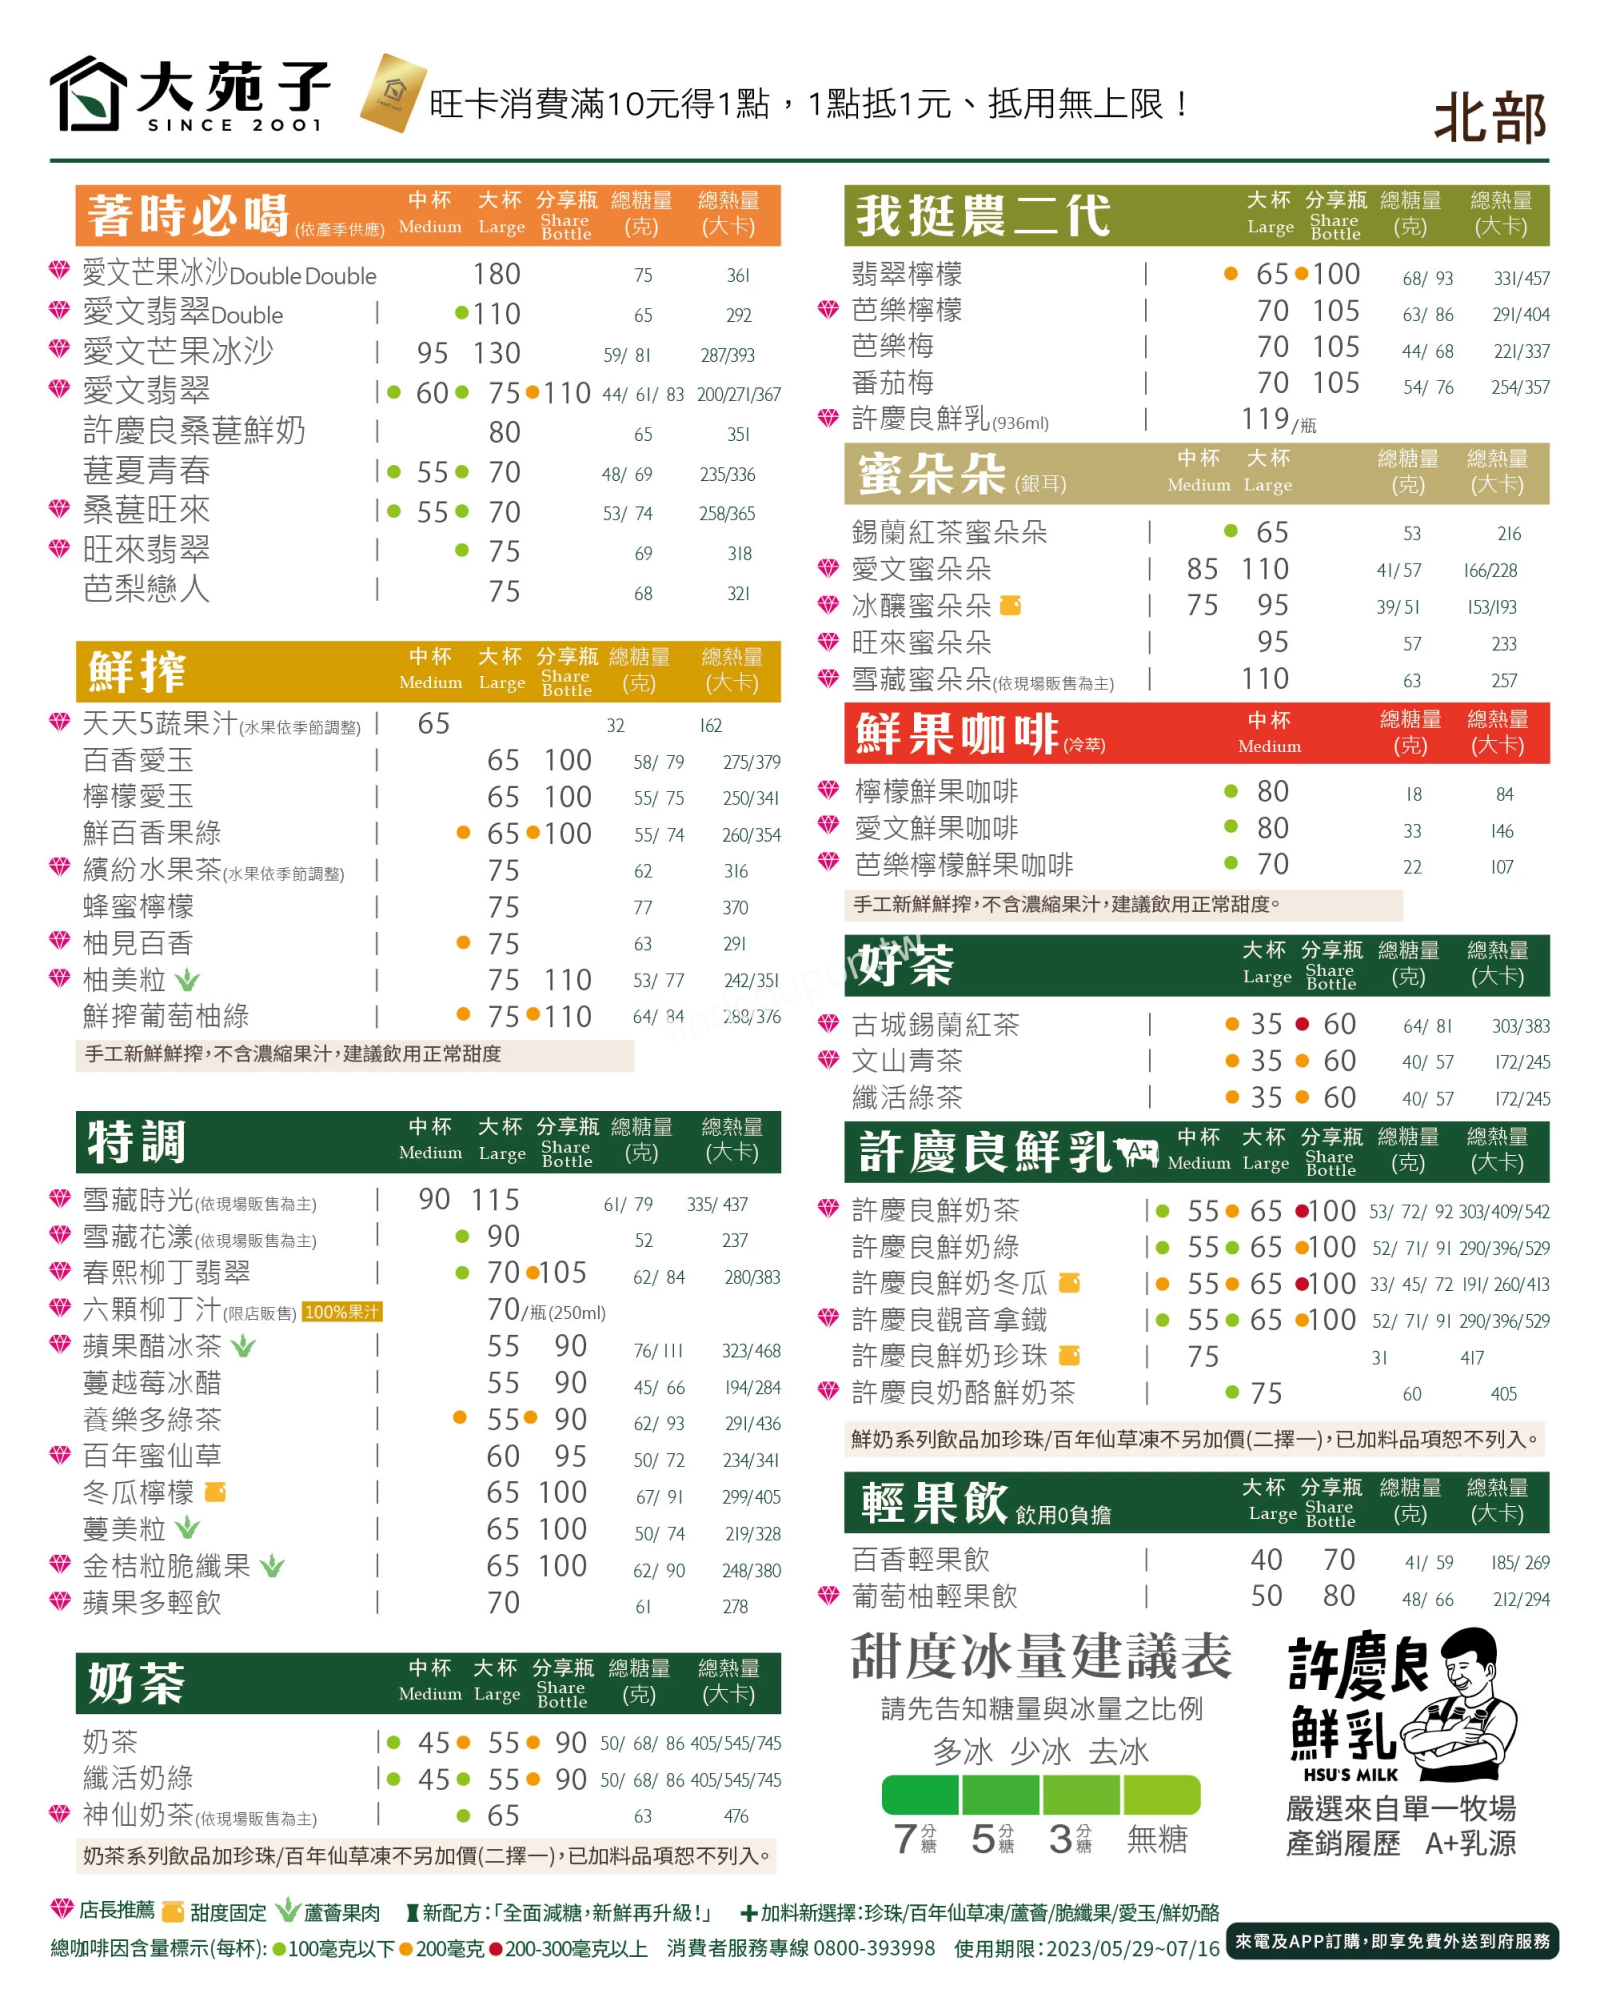 大苑子
SINCE 2001
旺卡消費滿10元得1點，1點抵1元、抵用無上限！
北部
著時必喝(依產季供應) 中杯 Medium 大杯 Large 分享瓶 Share Bottle 總糖量(克) 總熱量(大卡)
愛文芒果冰沙Double Double 180 75 361
愛文翡翠Double | 110 65 292
愛文芒果冰沙 | 95 130 59/ 81 287/393
愛文翡翠 | 60 75 110 44/ 61/ 83 200/271/367
許慶良桑葚鮮奶 | 80 65 351
葚夏青春 | 55 70 48/ 69 235/336
桑葚旺來 | 55 70 53/ 74 258/365
旺來翡翠 | 75 69 318
芭梨戀人 | 75 68 321
鮮搾 中杯 Medium 大杯 Large 分享瓶 Share Bottle 總糖量(克) 總熱量(大卡)
天天5蔬果汁(水果依季節調整) | 65 32 162
百香愛玉 | 65 100 58/ 79 275/379
檸檬愛玉 | 65 100 55/ 75 250/341
鮮百香果綠 | 65 100 55/ 74 260/354
繽紛水果茶(水果依季節調整) | 75 62 316
蜂蜜檸檬 | 75 77 370
柚見百香 | 75 63 291
柚美粒 | 75 110 53/ 77 242/351
鮮搾葡萄柚綠 | 75 110 64/ 84 288/376
手工新鮮鮮搾，不含濃縮果汁，建議飲用正常甜度
特調 中杯 Medium 大杯 Large 分享瓶 Share Bottle 總糖量(克) 總熱量(大卡)
雪藏時光(依現場販售為主) | 90 115 61/ 79 335/ 437
雪藏花漾(依現場販售為主) | 90 52 237
春熙柳丁翡翠 | 70 105 62/ 84 280/383
六顆柳丁汁(限店販售) 100%果汁 70/瓶(250ml)
蘋果醋冰茶 | 55 90 76/ 111 323/468
蔓越莓冰醋 | 55 90 45/ 66 194/284
養樂多綠茶 | 55 90 62/ 93 291/436
百年蜜仙草 | 60 95 50/ 72 234/341
冬瓜檸檬 | 65 100 67/ 91 299/405
蔓美粒 | 65 100 50/ 74 219/328
金桔粒脆纖果 | 65 100 62/ 90 248/380
蘋果多輕飲 | 70 61 278
奶茶 中杯 Medium 大杯 Large 分享瓶 Share Bottle 總糖量(克) 總熱量(大卡)
奶茶 | 45 55 90 50/ 68/ 86 405/545/745
纖活奶綠 | 45 55 90 50/ 68/ 86 405/545/745
神仙奶茶(依現場販售為主) | 65 63 476
奶茶系列飲品加珍珠/百年仙草凍不另加價(二擇一)，已加料品項恕不列入。
我挺農二代 大杯 Large 分享瓶 Share Bottle 總糖量(克) 總熱量(大卡)
翡翠檸檬 | 65 100 68/ 93 331/457
芭樂檸檬 | 70 105 63/ 86 291/404
芭樂梅 | 70 105 44/ 68 221/337
番茄梅 | 70 105 54/ 76 254/357
許慶良鮮乳(936ml) | 119/瓶
蜜朵朵(銀耳) 中杯 Medium 大杯 Large 總糖量(克) 總熱量(大卡)
錫蘭紅茶蜜朵朵 | 65 53 216
愛文蜜朵朵 | 85 110 41/ 57 166/228
冰釀蜜朵朵 | 75 95 39/ 51 153/193
旺來蜜朵朵 | 95 57 233
雪藏蜜朵朵(依現場販售為主) | 110 63 257
鮮果咖啡(冷萃) 中杯 Medium 總糖量(克) 總熱量(大卡)
檸檬鮮果咖啡 80 18 84
愛文鮮果咖啡 80 33 146
芭樂檸檬鮮果咖啡 70 22 107
手工新鮮鮮搾，不含濃縮果汁，建議飲用正常甜度。
好茶 大杯 Large 分享瓶 Share Bottle 總糖量(克) 總熱量(大卡)
古城錫蘭紅茶 | 35 60 64/ 81 303/383
文山青茶 | 35 60 40/ 57 172/245
纖活綠茶 | 35 60 40/ 57 172/245
許慶良鮮乳 A+ 中杯 Medium 大杯 Large 分享瓶 Share Bottle 總糖量(克) 總熱量(大卡)
許慶良鮮奶茶 | 55 65 100 53/ 72/ 92 303/409/542
許慶良鮮奶綠 | 55 65 100 52/ 71/ 91 290/396/529
許慶良鮮奶冬瓜 | 55 65 100 33/ 45/ 72 191/ 260/413
許慶良觀音拿鐵 | 55 65 100 52/ 71/ 91 290/396/529
許慶良鮮奶珍珠 | 75 31 417
許慶良奶酪鮮奶茶 | 75 60 405
鮮奶系列飲品加珍珠/百年仙草凍不另加價(二擇一)，已加料品項恕不列入。
輕果飲 飲用0負擔 大杯 Large 分享瓶 Share Bottle 總糖量(克) 總熱量(大卡)
百香輕果飲 | 40 70 41/ 59 185/ 269
葡萄柚輕果飲 | 50 80 48/ 66 212/294
甜度冰量建議表
請先告知糖量與冰量之比例
多冰 少冰 去冰
7分糖 5分糖 3分糖 無糖
許慶良
鮮乳
HSU'S MILK
嚴選來自單一牧場
產銷履歷 A+乳源
店長推薦 甜度固定 蘆薈果肉 新配方：「全面減糖，新鮮再升級！」 加料新選擇：珍珠/百年仙草凍/蘆薈/脆纖果/愛玉/鮮奶酪
總咖啡因含量標示(每杯)： 100毫克以下 200毫克 200-300毫克以上 消費者服務專線 0800-393998 使用期限：2023/05/29~07/16
來電及APP訂購，即享免費外送到府服務